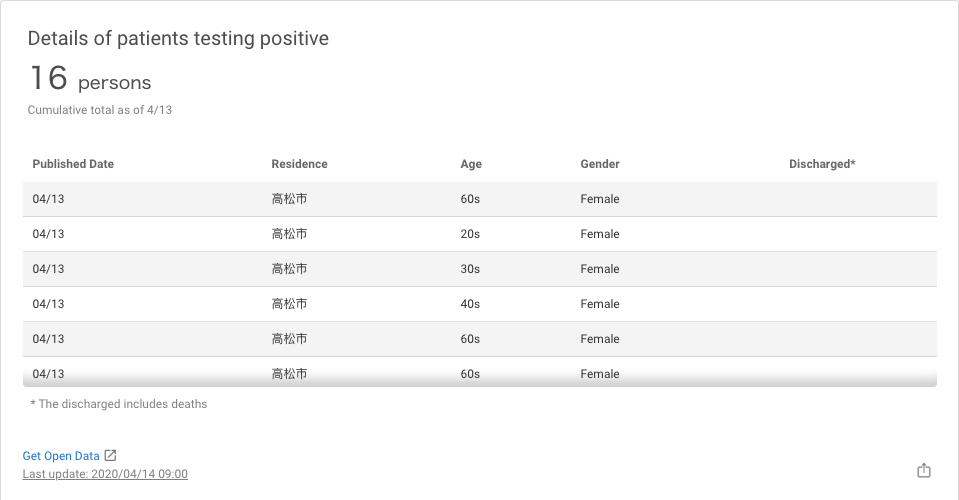 Details of patients testing positive
16 persons
Cumulative total as of 4/13
Published Date Residence Age Gender Discharged*
04/13 高松市 60s Female
04/13 高松市 20s Female
04/13 高松市 30s Female
04/13 高松市 40s Female
04/13 高松市 60s Female
04/13 高松市 60s Female
* The discharged includes deaths
Get Open Data
Last update: 2020/04/14 09:00